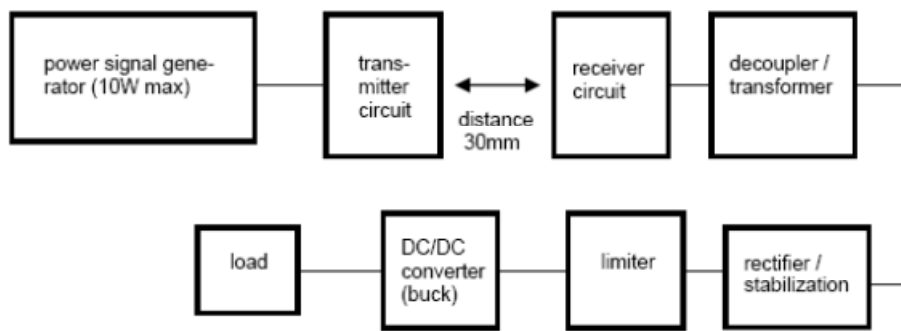 power signal gene-
rator (10W max)
trans-
mitter
circuit
distance
30mm
receiver
circuit
decoupler /
transformer
load
DC/DC
converter
(buck)
limiter
rectifier /
stabilization